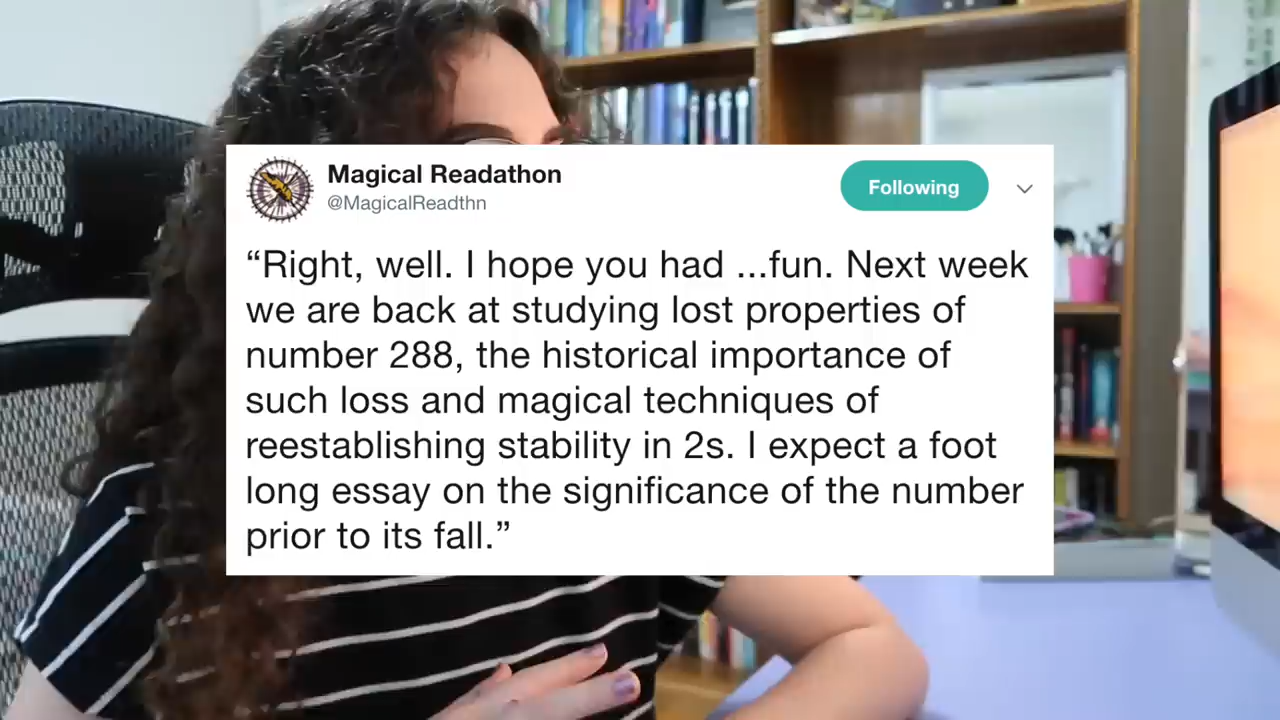 Magical Readathon
@MagicalReadthn
Following
“Right, well. I hope you had ...fun. Next week
we are back at studying lost properties of
number 288, the historical importance of
such loss and magical techniques of
reestablishing stability in 2s. I expect a foot
long essay on the significance of the number
prior to its fall.”